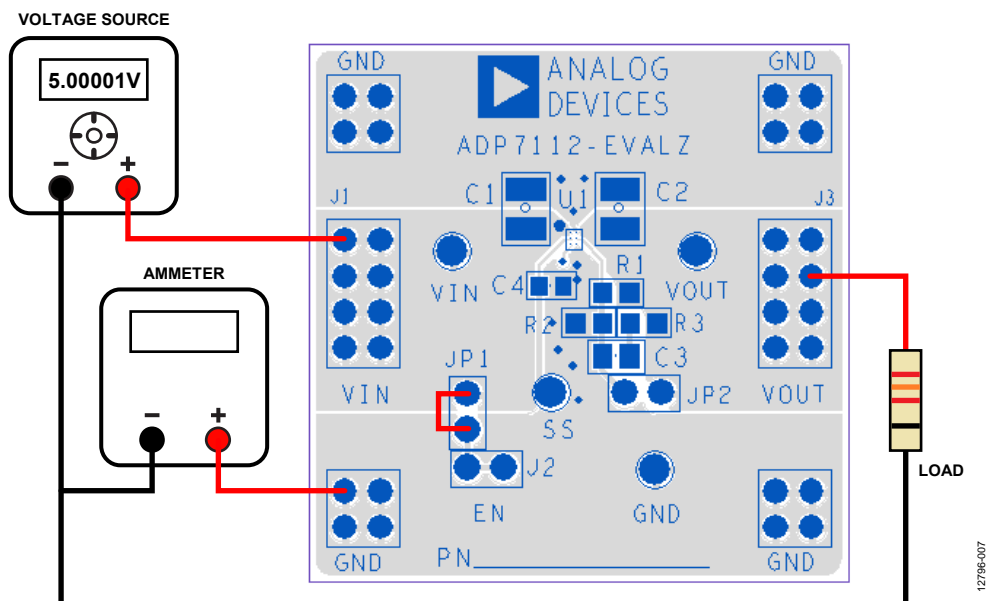 VOLTAGE SOURCE
5.00001V
− +
AMMETER
− +
GND
ANALOG
DEVICES
GND
ADP7112-EVALZ
J1
C1
U1
C2
J3
VIN
C4
R1
VOUT
R2
R3
JP1
C3
VIN
JP2
VOUT
SS
J2
EN
GND
GND
PN
GND
LOAD
12796-007